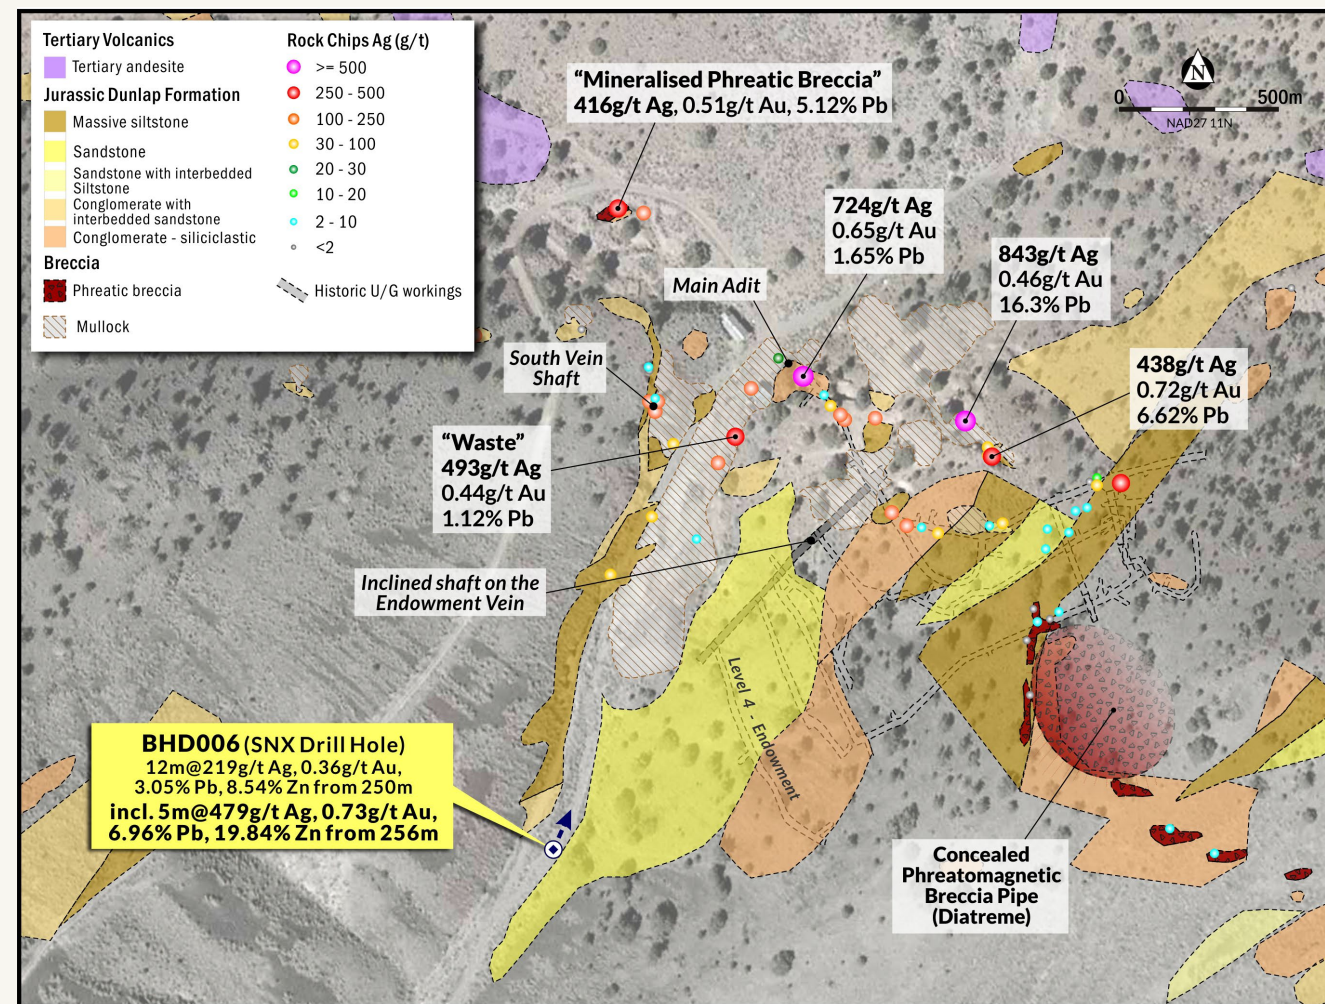 Tertiary Volcanics
Tertiary andesite
Jurassic Dunlap Formation
Massive siltstone
Sandstone
Sandstone with interbedded
Siltstone
Conglomerate with
interbedded sandstone
Conglomerate - siliciclastic
Breccia
Phreatic breccia
Mullock
Rock Chips Ag (g/t)
>= 500
250 - 500
100 - 250
30 - 100
20 - 30
10 - 20
2 - 10
<2
Historic U/G workings
"Mineralised Phreatic Breccia"
416g/t Ag, 0.51g/t Au, 5.12% Pb
N
0 500m
NAD27 11N
724g/t Ag
0.65g/t Au
1.65% Pb
843g/t Ag
0.46g/t Au
16.3% Pb
Main Adit
South Vein
Shaft
438g/t Ag
0.72g/t Au
6.62% Pb
"Waste"
493g/t Ag
0.44g/t Au
1.12% Pb
Inclined shaft on the
Endowment Vein
Level 4 - Endowment
BHD006 (SNX Drill Hole)
12m@219g/t Ag, 0.36g/t Au,
3.05% Pb, 8.54% Zn from 250m
incl. 5m@479g/t Ag, 0.73g/t Au,
6.96% Pb, 19.84% Zn from 256m
Concealed
Phreatomagnetic
Breccia Pipe
(Diatreme)